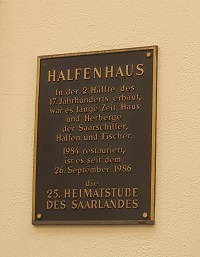 HALFENHAUS
In der 2. Hälfte des
17. Jahrhunderts erbaut,
war es lange Zeit Haus
und Herberge
der Saarschiffer,
Halfen und Fischer.
1984 restauriert,
ist es seit dem
26. September 1986
die
25. HEIMATSTUBE
DES SAARLANDES